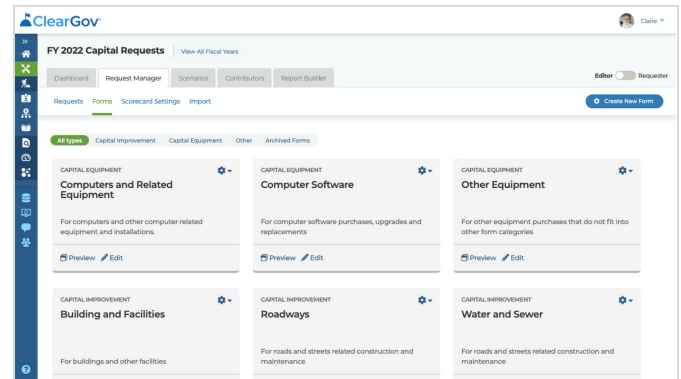 ClearGov
Claire
FY 2022 Capital Requests
View All Fiscal Years
Dashboard
Request Manager
Scenarios
Contributors
Report Builder
Editor
Requester
Requests
Forms
Scorecard Settings
Import
Create New Form
All types
Capital Improvement
Capital Equipment
Other
Archived Forms
CAPITAL EQUIPMENT
Computers and Related
Equipment
For computers and other computer related
equipment and installations.
Preview
Edit
CAPITAL EQUIPMENT
Computer Software
For computer software purchases, upgrades and
replacements
Preview
Edit
CAPITAL EQUIPMENT
Other Equipment
For other equipment purchases that do not fit into
other form categories
Preview
Edit
CAPITAL IMPROVEMENT
Building and Facilities
For buildings and other facilities
CAPITAL IMPROVEMENT
Roadways
For roads and streets related construction and
maintenance
CAPITAL IMPROVEMENT
Water and Sewer
For roads and streets related construction and
maintenance